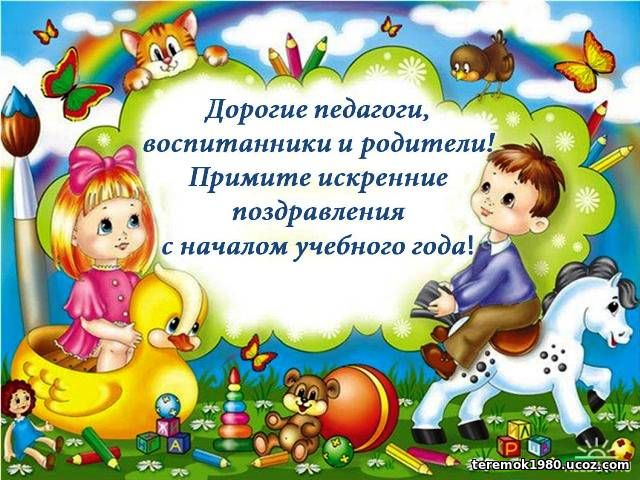 Дорогие педагоги,
воспитанники и родители!
Примите искренние
поздравления
с началом учебного года!
teremok1980.ucoz.com